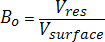 B_o = V_res / V_surface